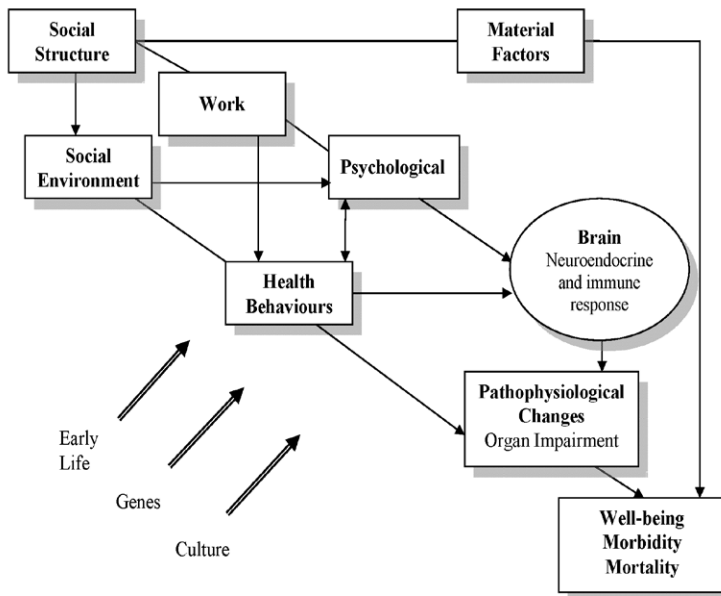 Social
Structure
Material
Factors
Work
Social
Environment
Psychological
Brain
Neuroendocrine
and immune
response
Health
Behaviours
Pathophysiological
Changes
Organ Impairment
Early
Life
Genes
Culture
Well-being
Morbidity
Mortality